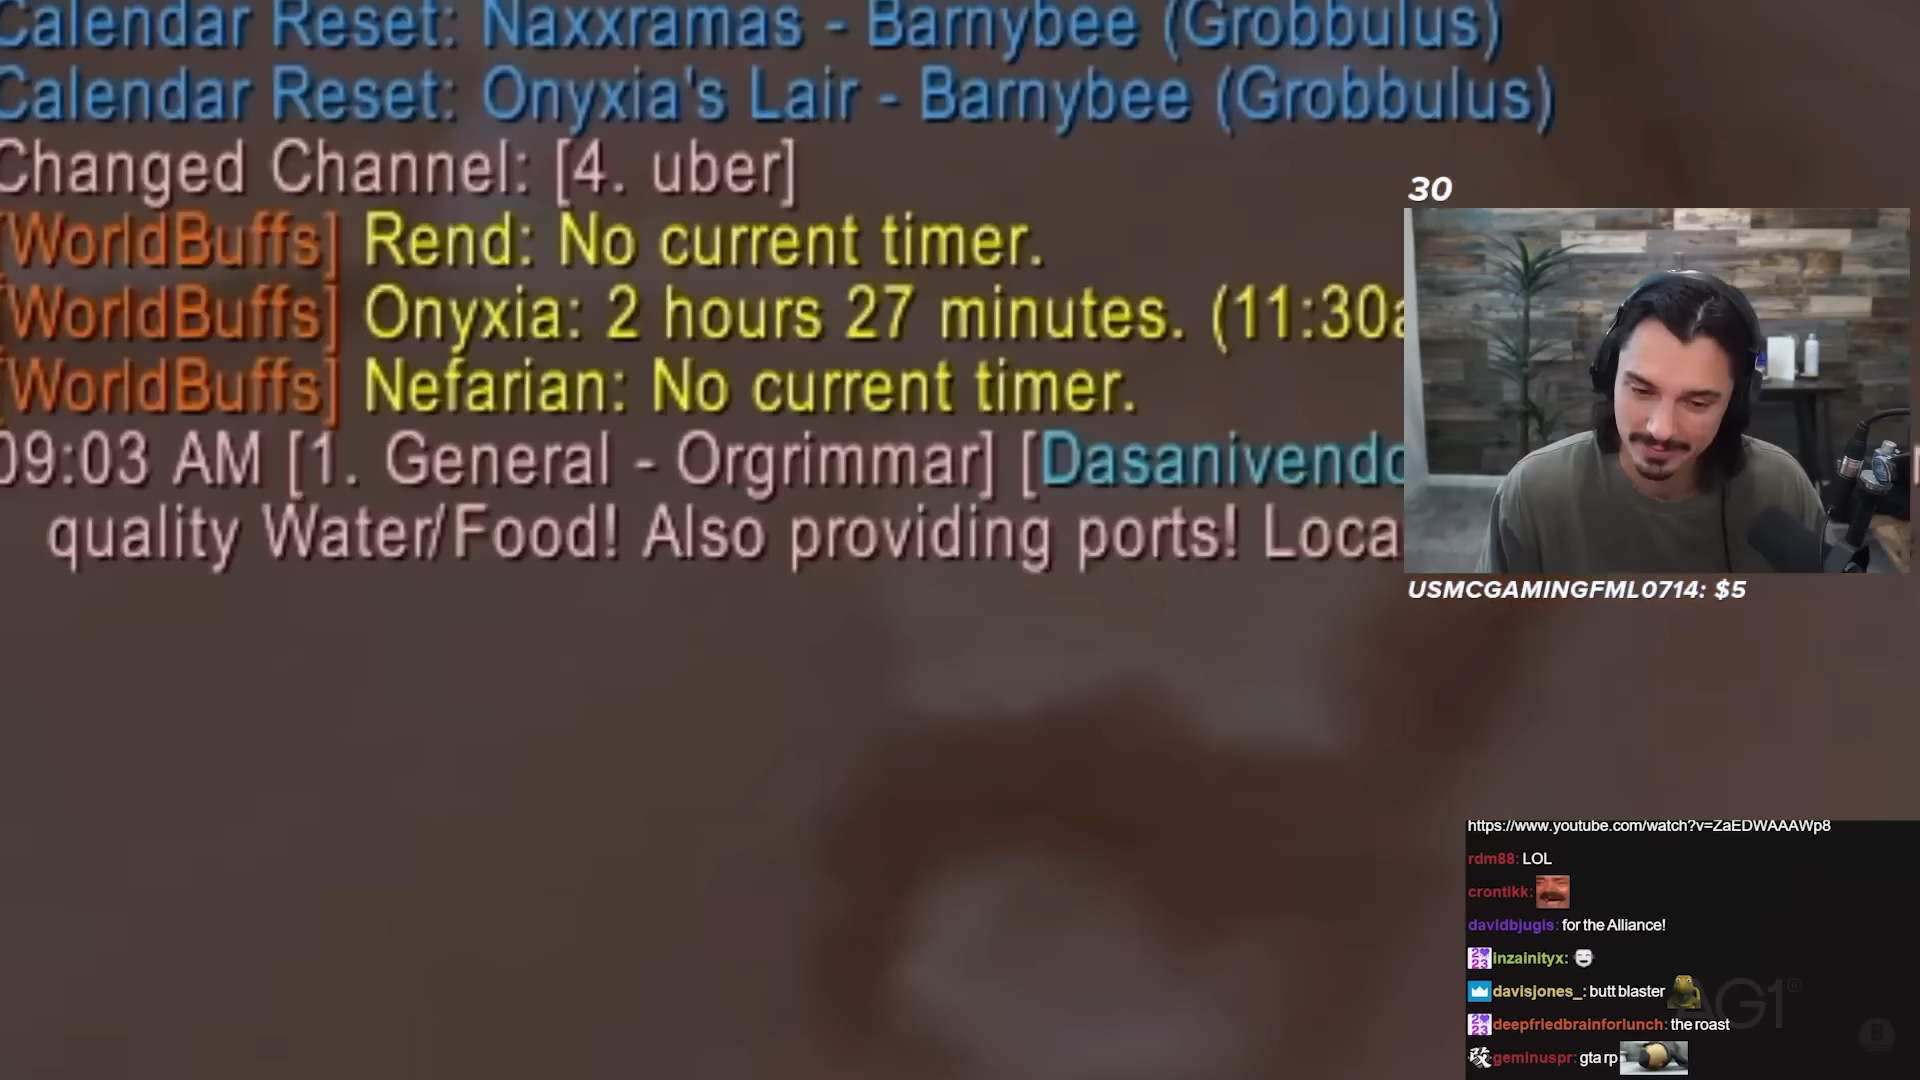 Calendar Reset: Naxxramas - Barnybee (Grobbulus)
Calendar Reset: Onyxia's Lair - Barnybee (Grobbulus)
Changed Channel: [4. uber]
[WorldBuffs] Rend: No current timer.
[WorldBuffs] Onyxia: 2 hours 27 minutes. (11:30a
[WorldBuffs] Nefarian: No current timer.
09:03 AM [1. General - Orgrimmar] [Dasanivendo
quality Water/Food! Also providing ports! Loca
30
USMCGAMINGFML0714: $5
https://www.youtube.com/watch?v=ZaEDWAAAWp8
rdm88: LOL
crontikk:
davidbjugis: for the Alliance!
inzainityx:
davisjones_: butt blaster
AG1
deepfriedbrainforlunch: the roast
geminuspr: gta rp